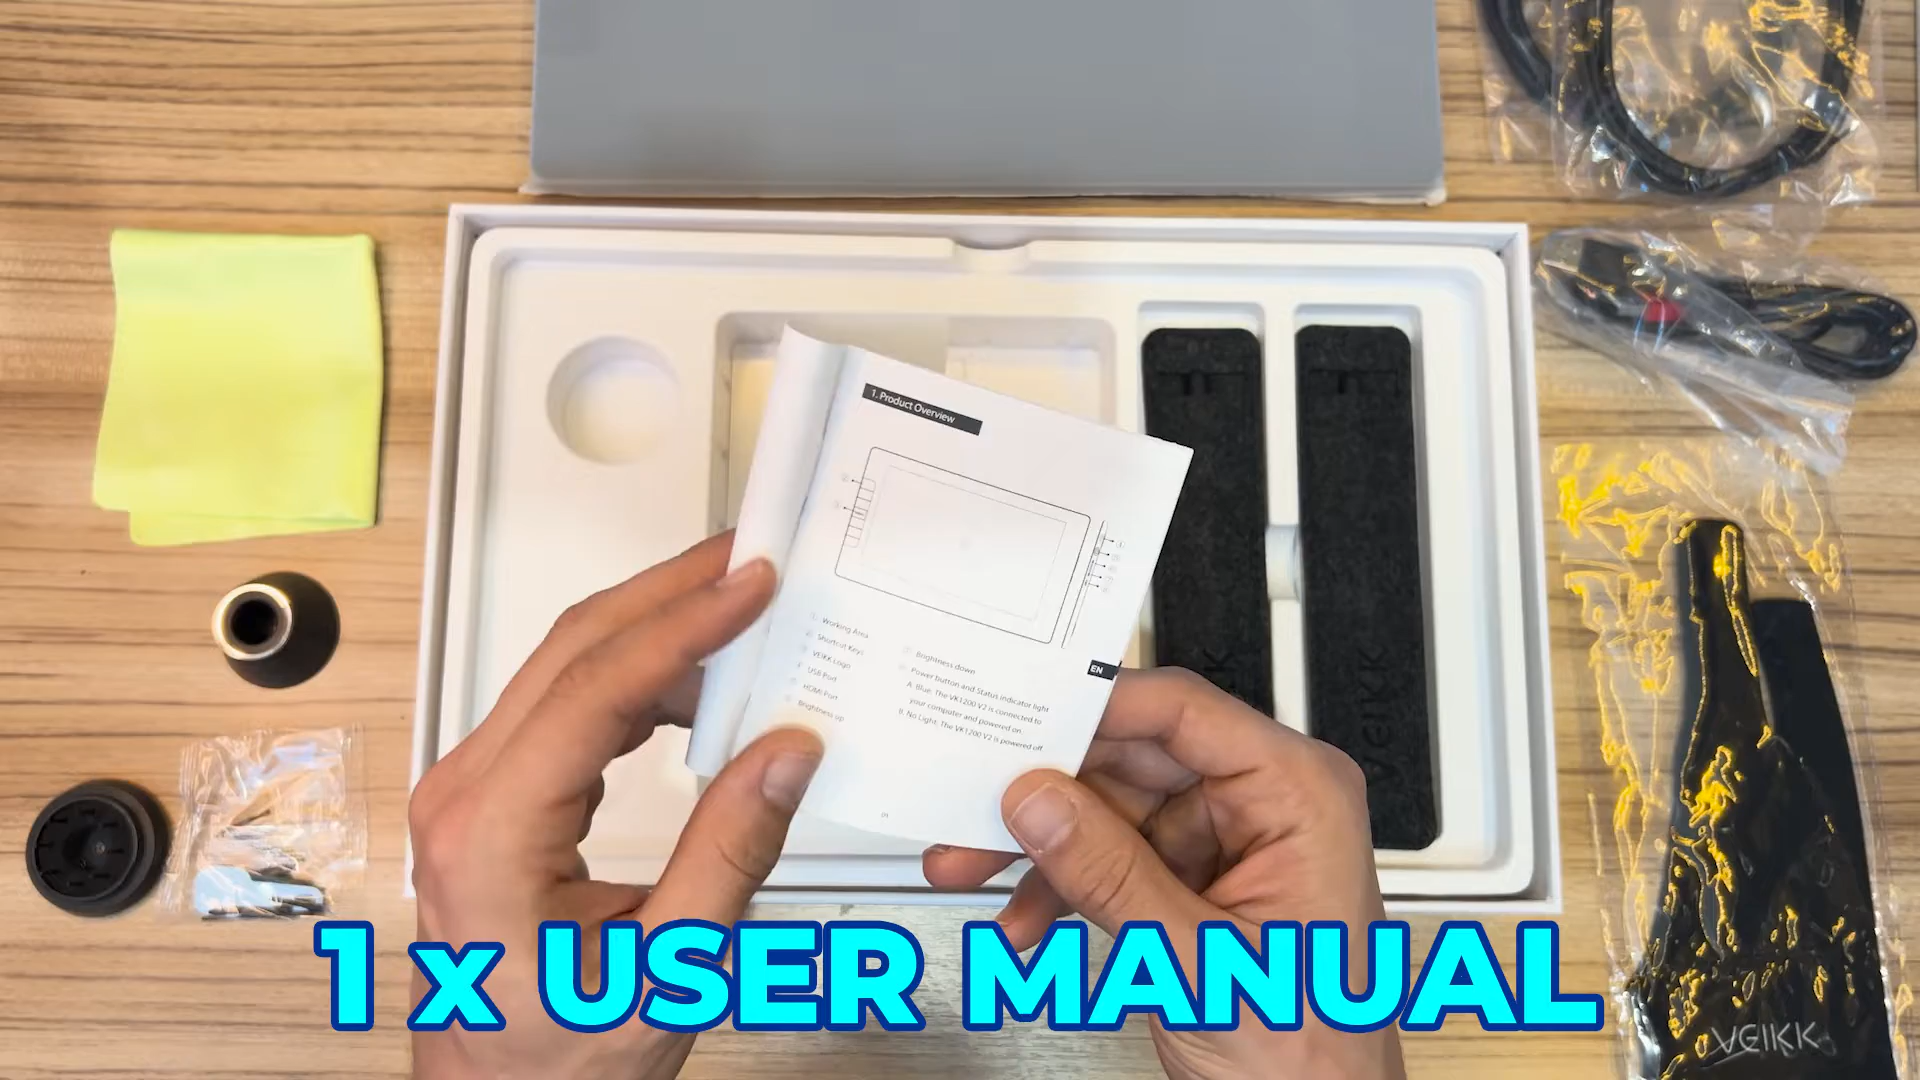 1. Product Overview
Working Area
Shortcut Keys
VEIKK Logo
USB Port
HDMI Port
Brightness up
Brightness down
Power button and Status indicator light
A. Blue: The VK1200 V2 is connected to
your computer and powered on.
B. No Light: The VK1200 V2 is powered off
EN
VEIKK
VEIKK
1 x USER MANUAL